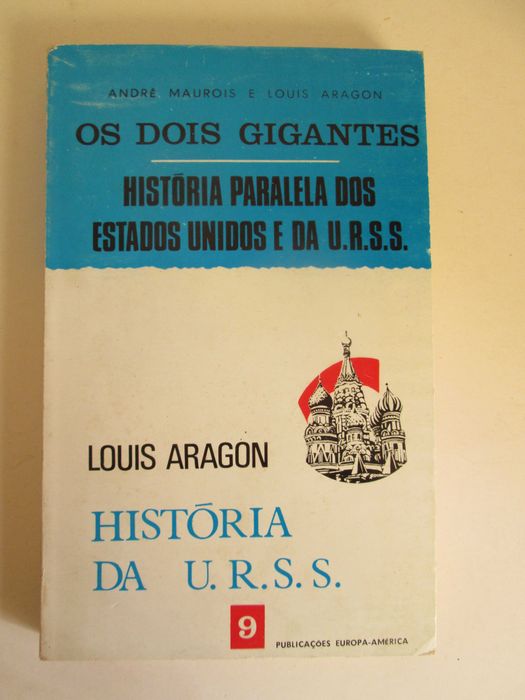 ANDRÉ MAUROIS E LOUIS ARAGON
OS DOIS GIGANTES
HISTÓRIA PARALELA DOS
ESTADOS UNIDOS E DA U.R.S.S.
LOUIS ARAGON
HISTÓRIA
DA U.R.S.S.
9
PUBLICAÇÕES EUROPA-AMÉRICA